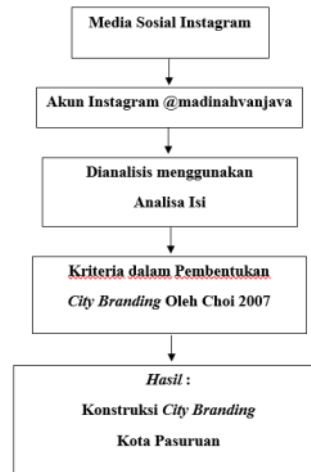 Media Sosial Instagram
Akun Instagram @madinahvanjava
Dianalisis menggunakan
Analisa Isi
Kriteria dalam Pembentukan
City Branding Oleh Choi 2007
Hasil :
Konstruksi City Branding
Kota Pasuruan